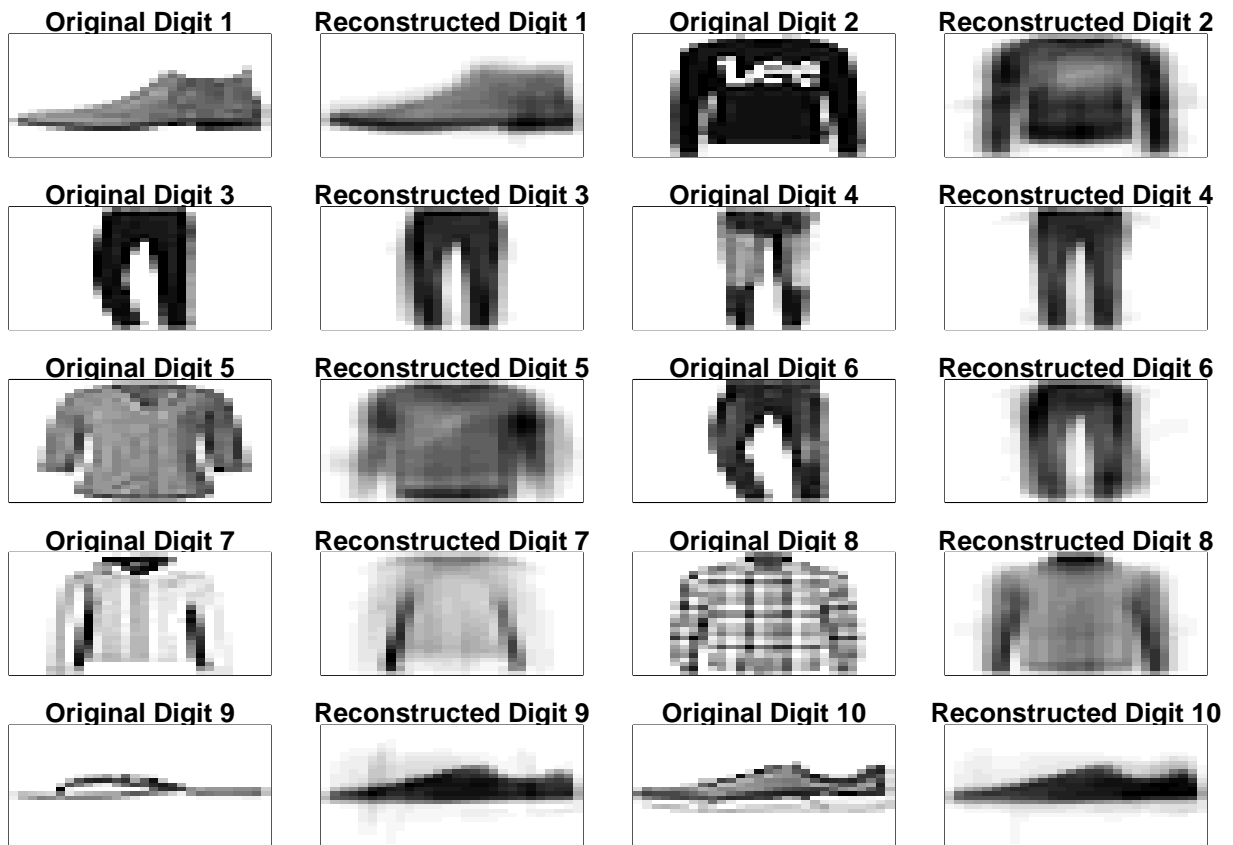 Original Digit 1
Reconstructed Digit 1
Original Digit 2
Reconstructed Digit 2
Lee
Original Digit 3
Reconstructed Digit 3
Original Digit 4
Reconstructed Digit 4
Original Digit 5
Reconstructed Digit 5
Original Digit 6
Reconstructed Digit 6
Original Digit 7
Reconstructed Digit 7
Original Digit 8
Reconstructed Digit 8
Original Digit 9
Reconstructed Digit 9
Original Digit 10
Reconstructed Digit 10